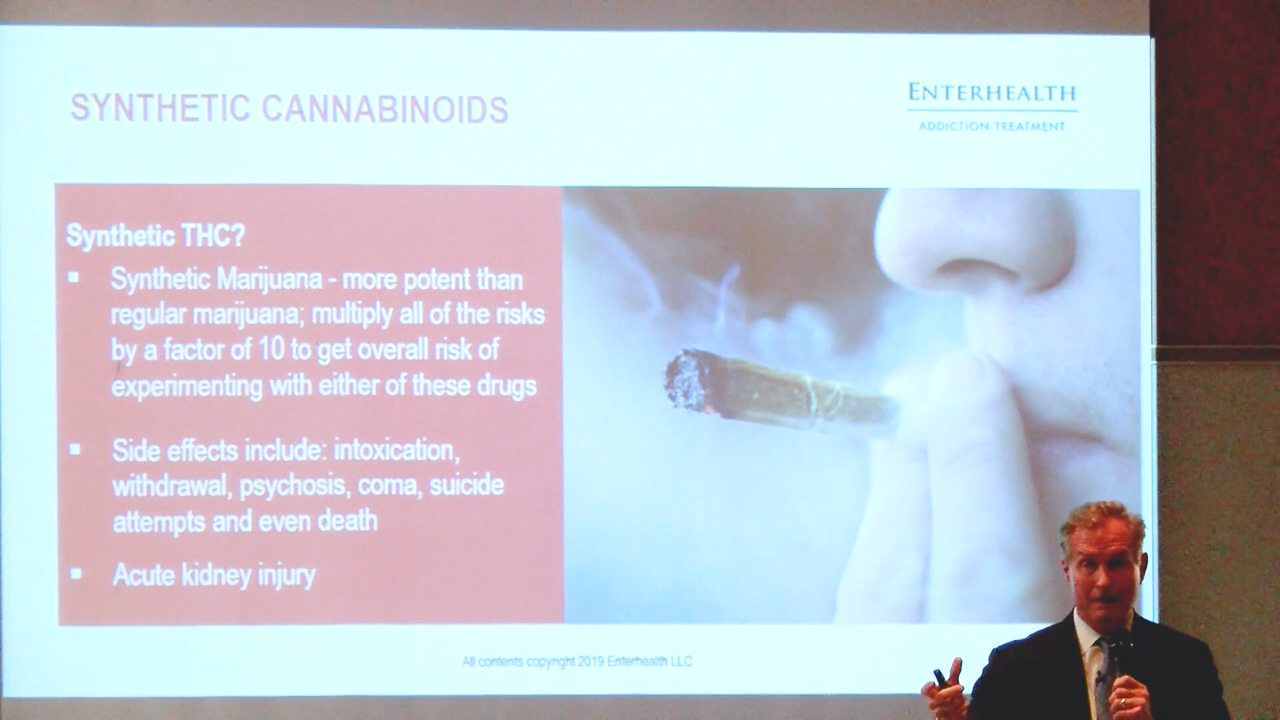 SYNTHETIC CANNABINOIDS
ENTERHEALTH
ADDICTION TREATMENT
Synthetic THC?
▪ Synthetic Marijuana - more potent than
regular marijuana; multiply all of the risks
by a factor of 10 to get overall risk of
experimenting with either of these drugs
▪ Side effects include: intoxication,
withdrawal, psychosis, coma, suicide
attempts and even death
▪ Acute kidney injury
All contents copyright 2019 Enterhealth LLC